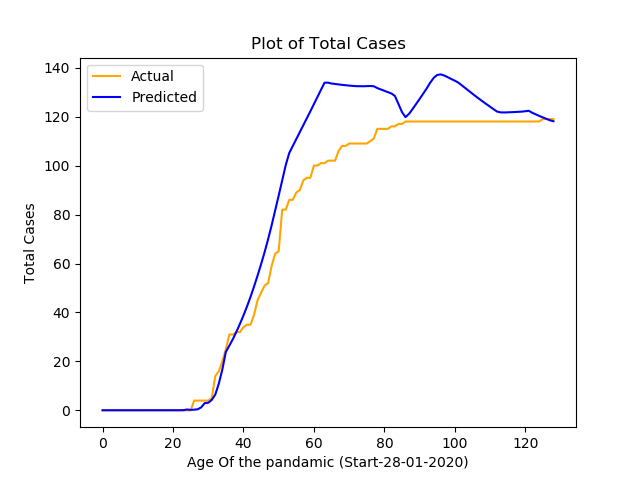 Plot of Total Cases
Actual
Predicted
140
120
100
80
60
40
20
0
Total Cases
0 20 40 60 80 100 120
Age Of the pandamic (Start-28-01-2020)